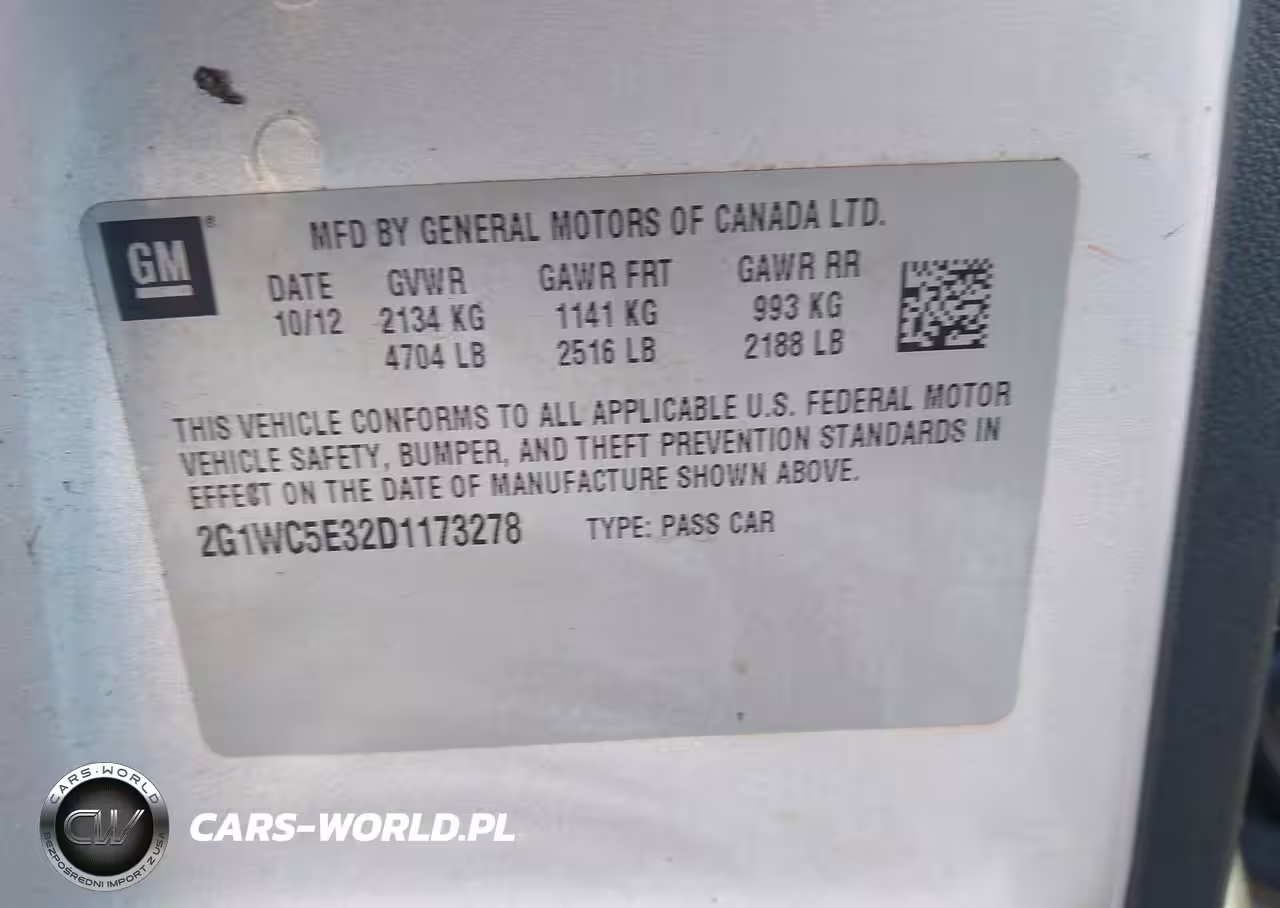 GM ®
MFD BY GENERAL MOTORS OF CANADA LTD.
DATE GVWR GAWR FRT GAWR RR
10/12 2134 KG 1141 KG 993 KG
4704 LB 2516 LB 2188 LB
THIS VEHICLE CONFORMS TO ALL APPLICABLE U.S. FEDERAL MOTOR
VEHICLE SAFETY, BUMPER, AND THEFT PREVENTION STANDARDS IN
EFFECT ON THE DATE OF MANUFACTURE SHOWN ABOVE.
2G1WC5E32D1173278 TYPE: PASS CAR
CARS-WORLD
CW
BEZPOŚREDNI IMPORT Z USA
CARS-WORLD.PL